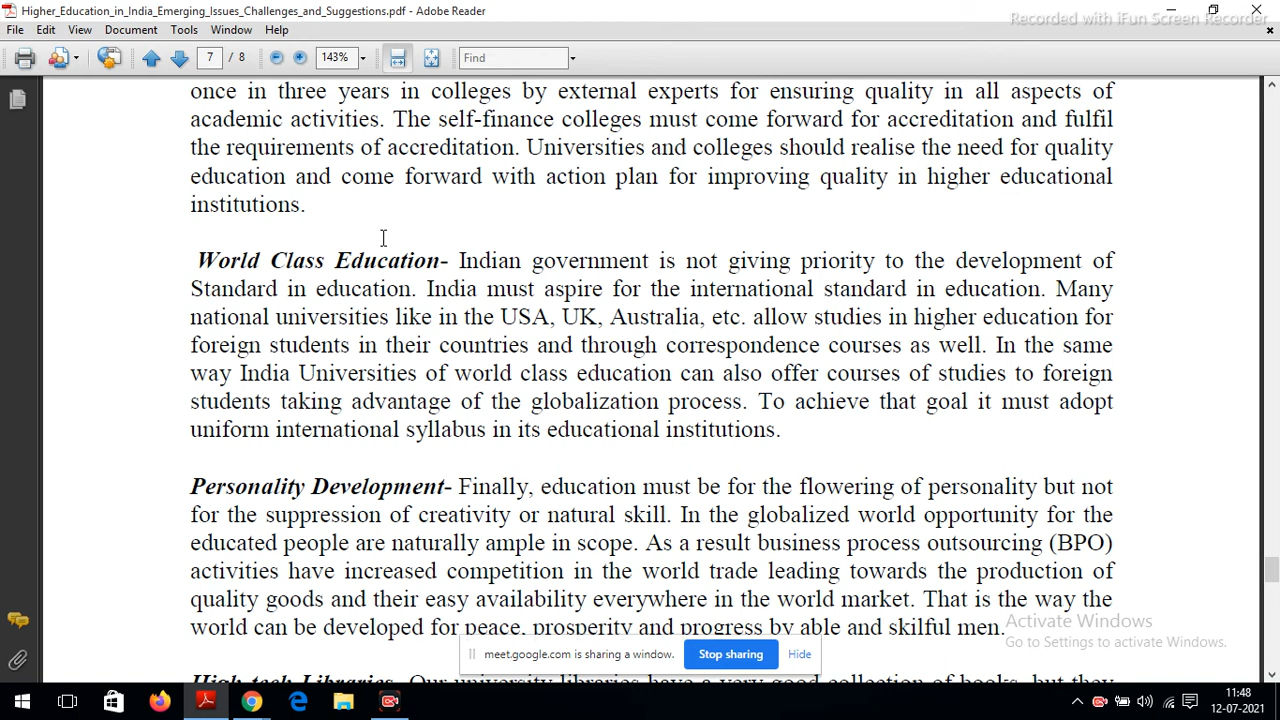 Higher_Education_in_India_Emerging_Issues_Challenges_and_Suggestions.pdf - Adobe Reader
Recorded with iFun Screen Recorder
File Edit View Document Tools Window Help
7 / 8 143% Find
once in three years in colleges by external experts for ensuring quality in all aspects of
academic activities. The self-finance colleges must come forward for accreditation and fulfil
the requirements of accreditation. Universities and colleges should realise the need for quality
education and come forward with action plan for improving quality in higher educational
institutions.
World Class Education- Indian government is not giving priority to the development of
Standard in education. India must aspire for the international standard in education. Many
national universities like in the USA, UK, Australia, etc. allow studies in higher education for
foreign students in their countries and through correspondence courses as well. In the same
way India Universities of world class education can also offer courses of studies to foreign
students taking advantage of the globalization process. To achieve that goal it must adopt
uniform international syllabus in its educational institutions.
Personality Development- Finally, education must be for the flowering of personality but not
for the suppression of creativity or natural skill. In the globalized world opportunity for the
educated people are naturally ample in scope. As a result business process outsourcing (BPO)
activities have increased competition in the world trade leading towards the production of
quality goods and their easy availability everywhere in the world market. That is the way the
world can be developed for peace, prosperity and progress by able and skilful men.
Activate Windows
Go to Settings to activate Windows.
meet.google.com is sharing a window. Stop sharing Hide
High-tech Libraries- Our university libraries have a very good collection of books, but they
11:48
12-07-2021